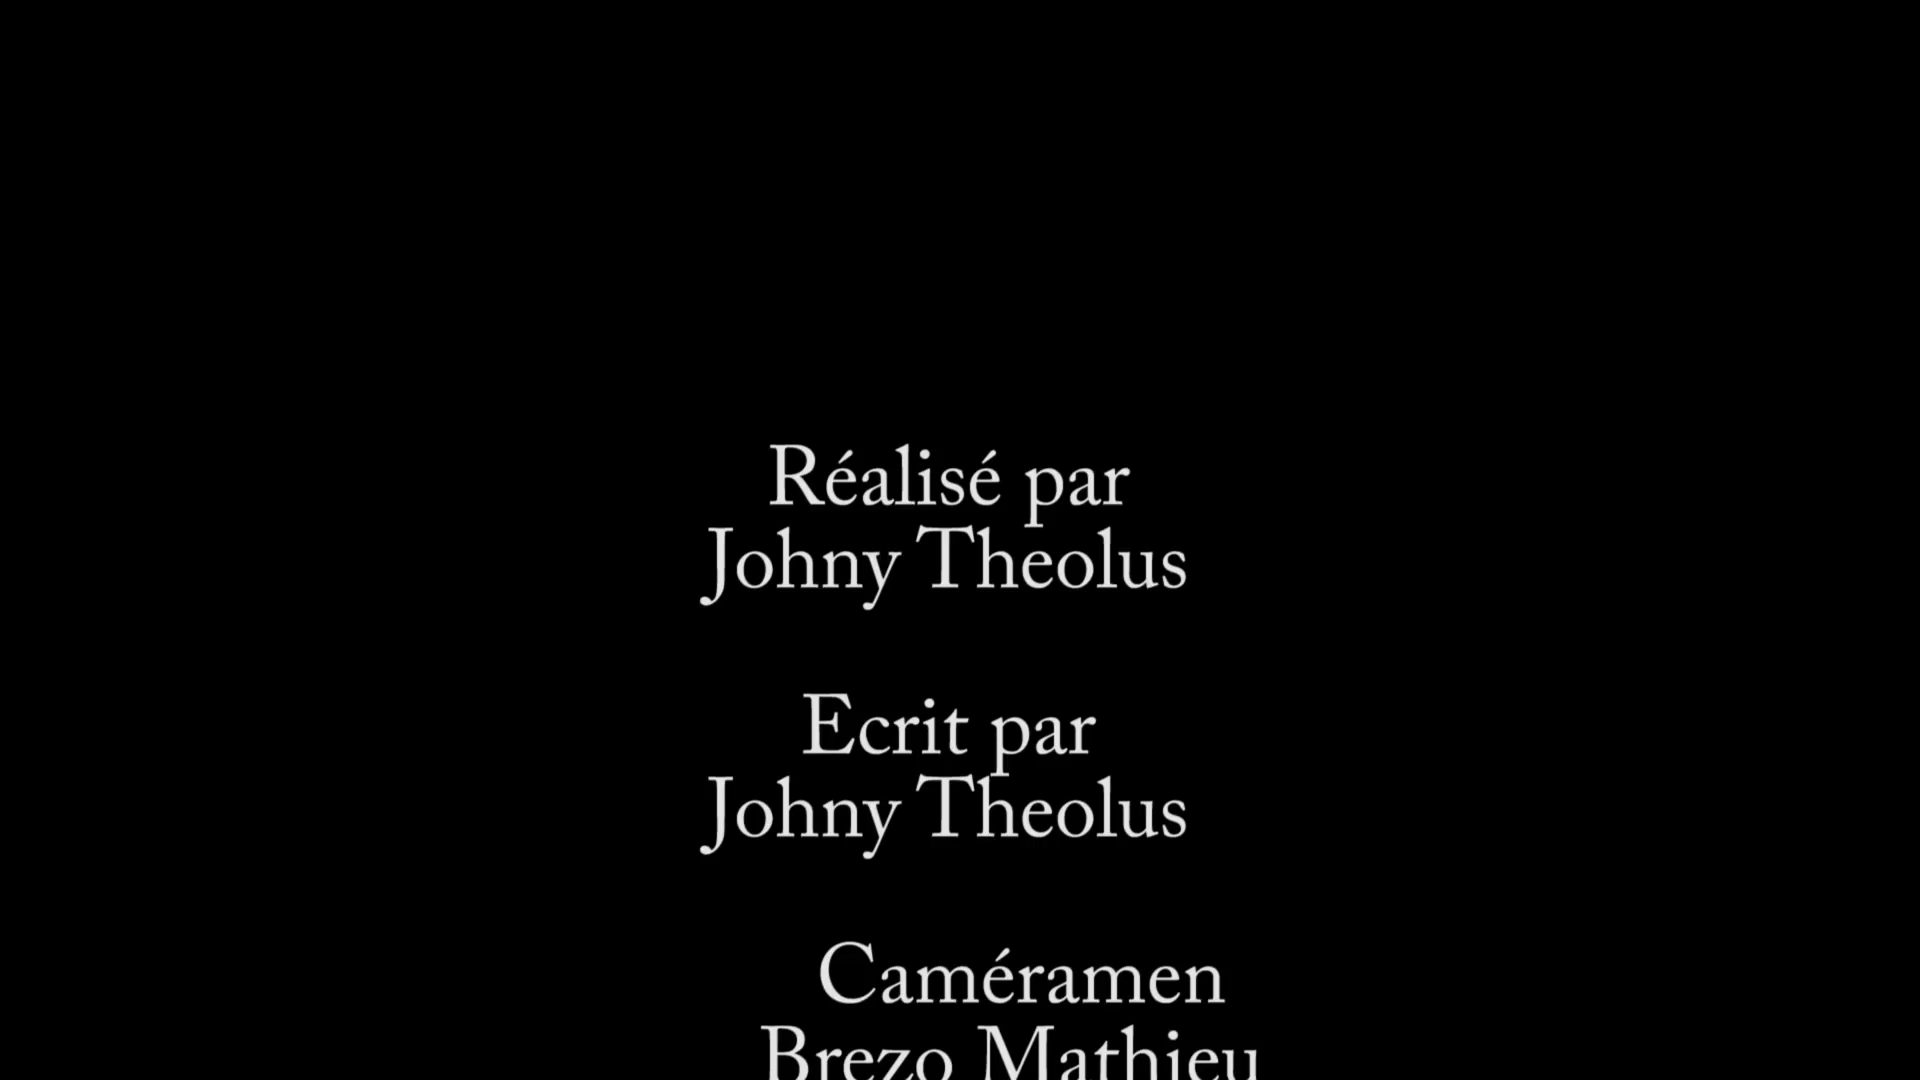 Réalisé par
Johny Theolus
Ecrit par
Johny Theolus
Caméramen
Brezo Mathieu